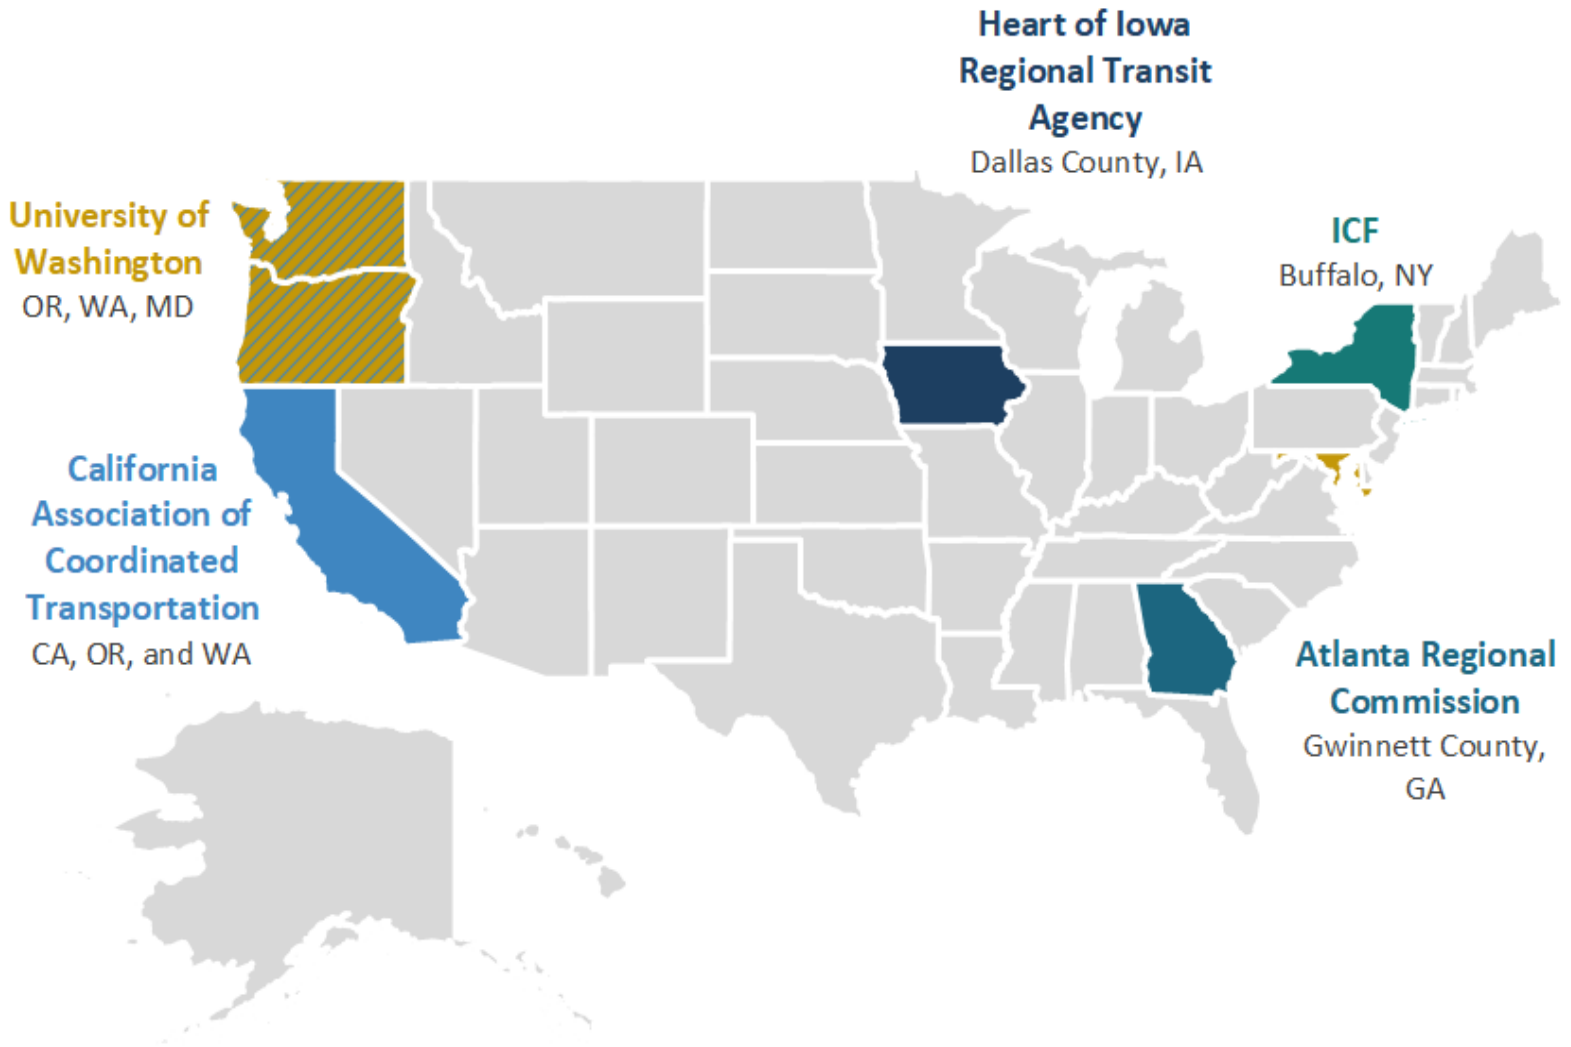 Heart of Iowa
Regional Transit
Agency
Dallas County, IA
University of
Washington
OR, WA, MD
ICF
Buffalo, NY
California
Association of
Coordinated
Transportation
CA, OR, and WA
Atlanta Regional
Commission
Gwinnett County,
GA